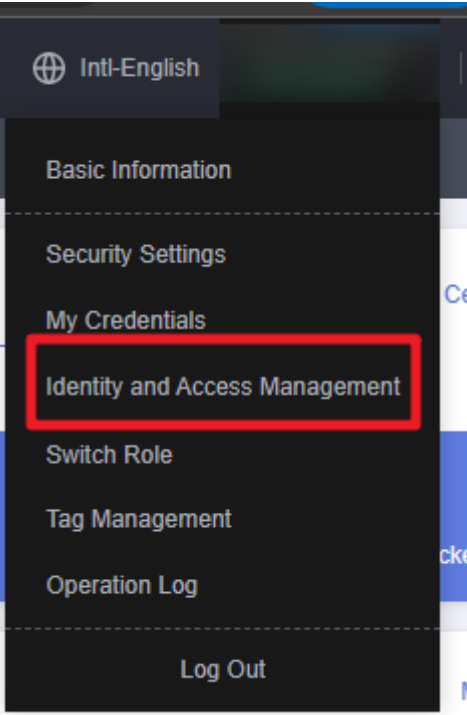 Intl-English
Basic Information
Security Settings
My Credentials
Identity and Access Management
Switch Role
Tag Management
Operation Log
Log Out